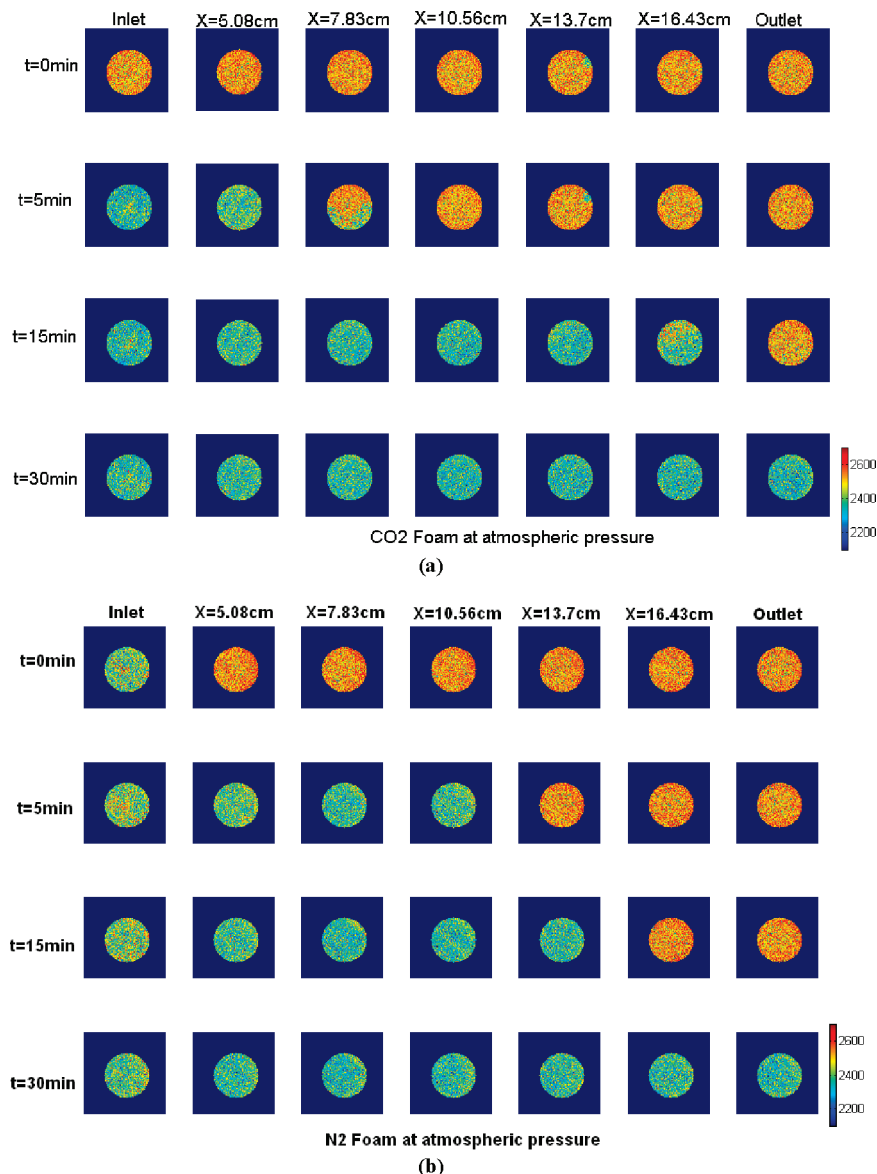 Inlet X=5.08cm X=7.83cm X=10.56cm X=13.7cm X=16.43cm Outlet
t=0min
t=5min
t=15min
t=30min
2600
2400
2200
CO2 Foam at atmospheric pressure
(a)
Inlet X=5.08cm X=7.83cm X=10.56cm X=13.7cm X=16.43cm Outlet
t=0min
t=5min
t=15min
t=30min
2600
2400
2200
N2 Foam at atmospheric pressure
(b)